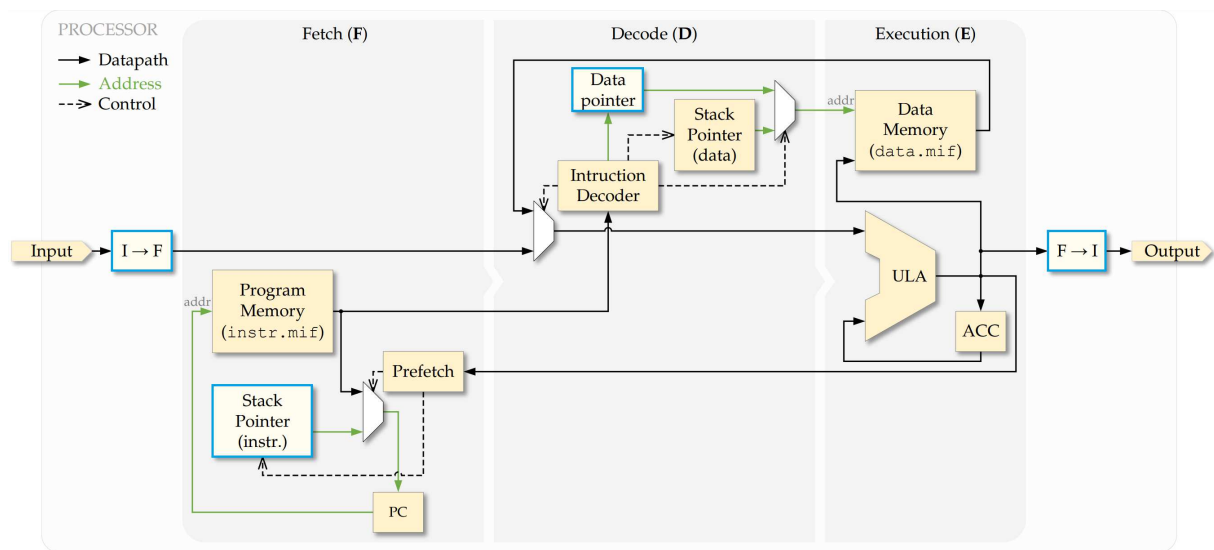 PROCESSOR
Datapath
Address
Control
Fetch (F)
Decode (D)
Execution (E)
Data
pointer
Stack
Pointer
(data)
addr
Data
Memory
(data.mif)
Intruction
Decoder
Input
I → F
ULA
F → I
Output
addr
Program
Memory
(instr.mif)
ACC
Prefetch
Stack
Pointer
(instr.)
PC